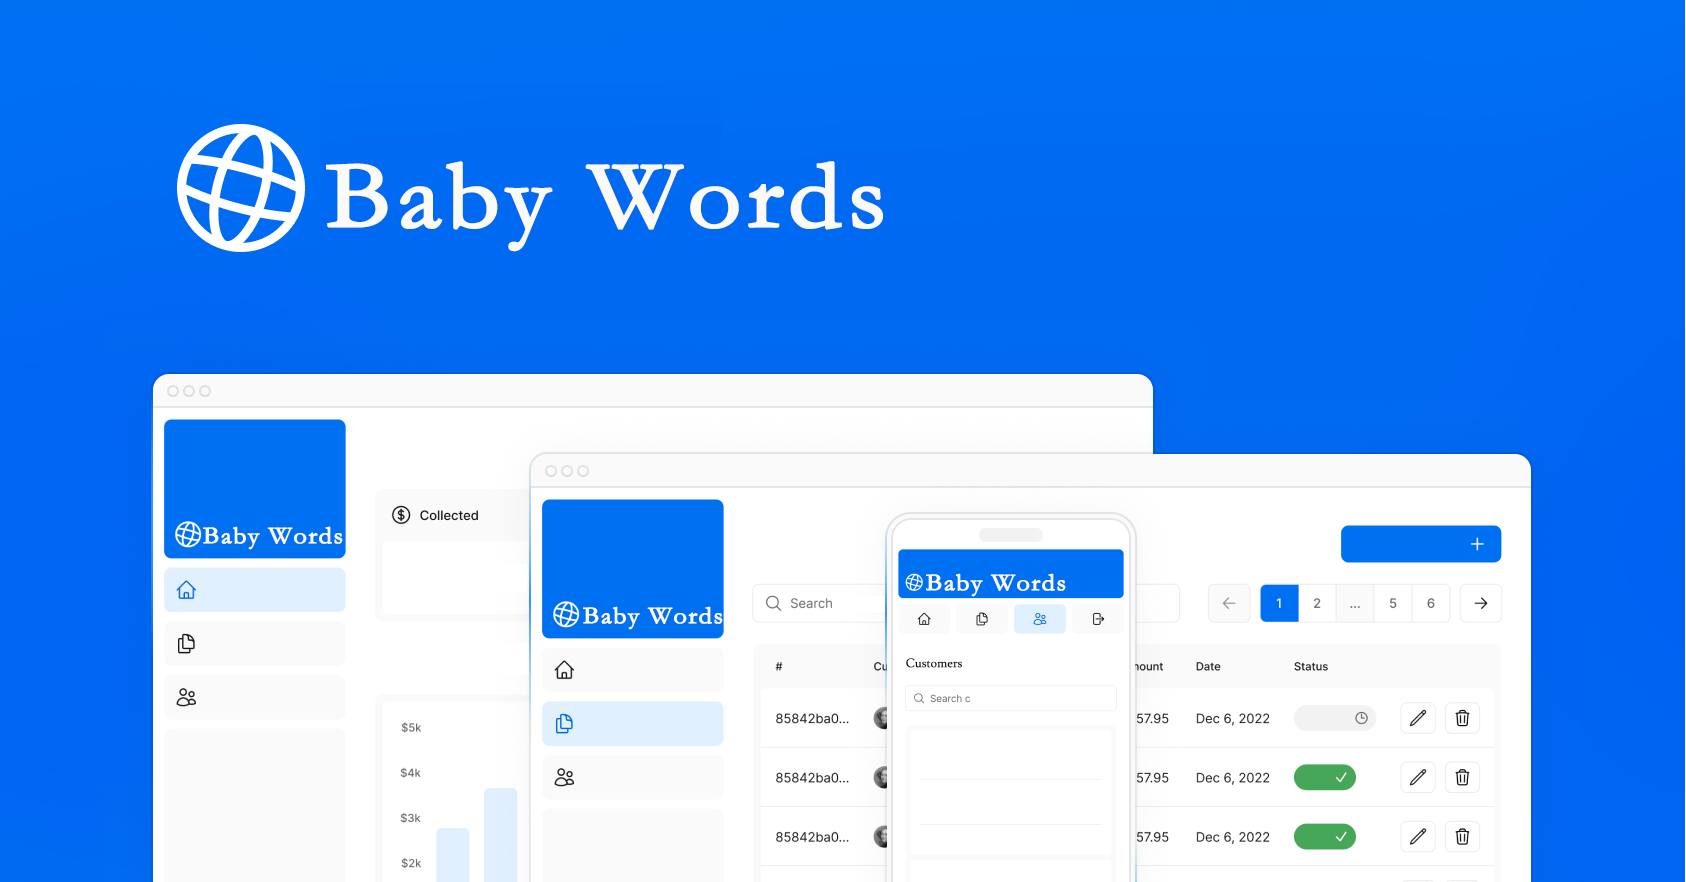 Baby Words
Baby Words
Collected
$5k
$4k
$3k
$2k
Baby Words
Search
1 2 ... 5 6
# Date Status
85842ba0... 57.95 Dec 6, 2022
85842ba0... 57.95 Dec 6, 2022
85842ba0... 57.95 Dec 6, 2022
Baby Words
Customers
Search c